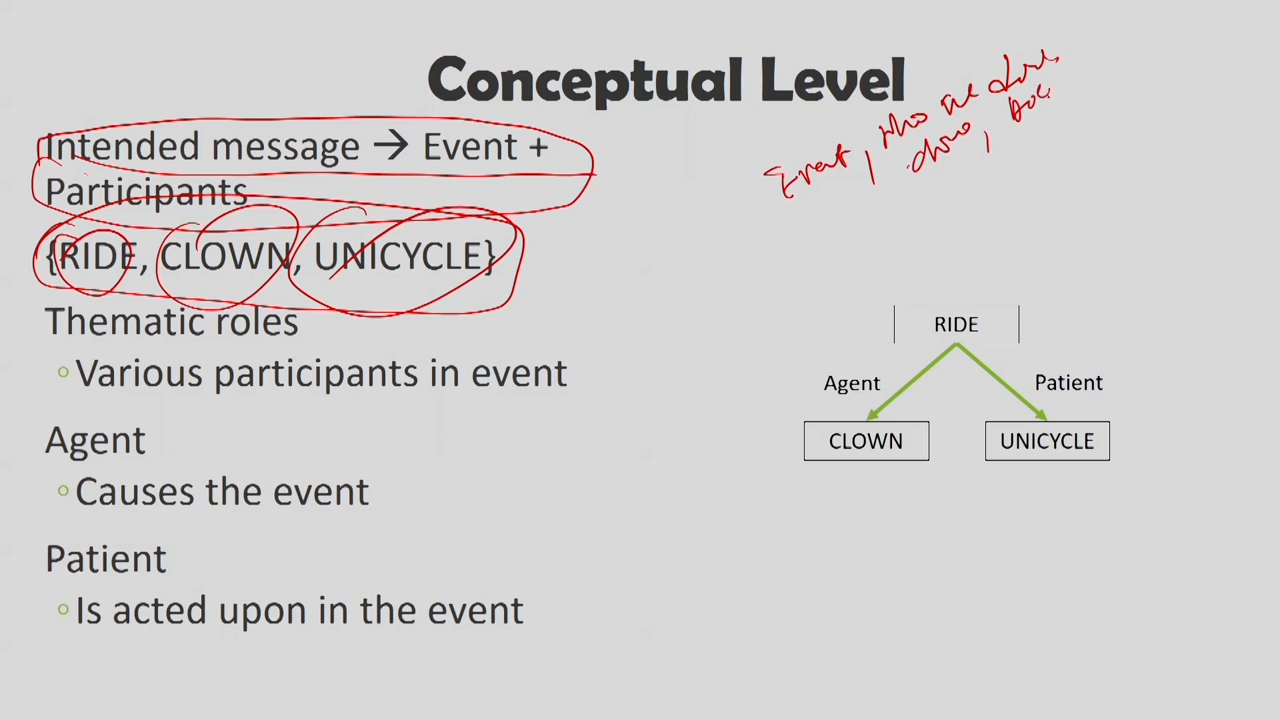 Conceptual Level
Intended message → Event +
Participants
{RIDE, CLOWN, UNICYCLE}
Thematic roles
◦Various participants in event
Agent
◦Causes the event
Patient
◦Is acted upon in the event
Event, who
RIDE
Agent Patient
CLOWN UNICYCLE